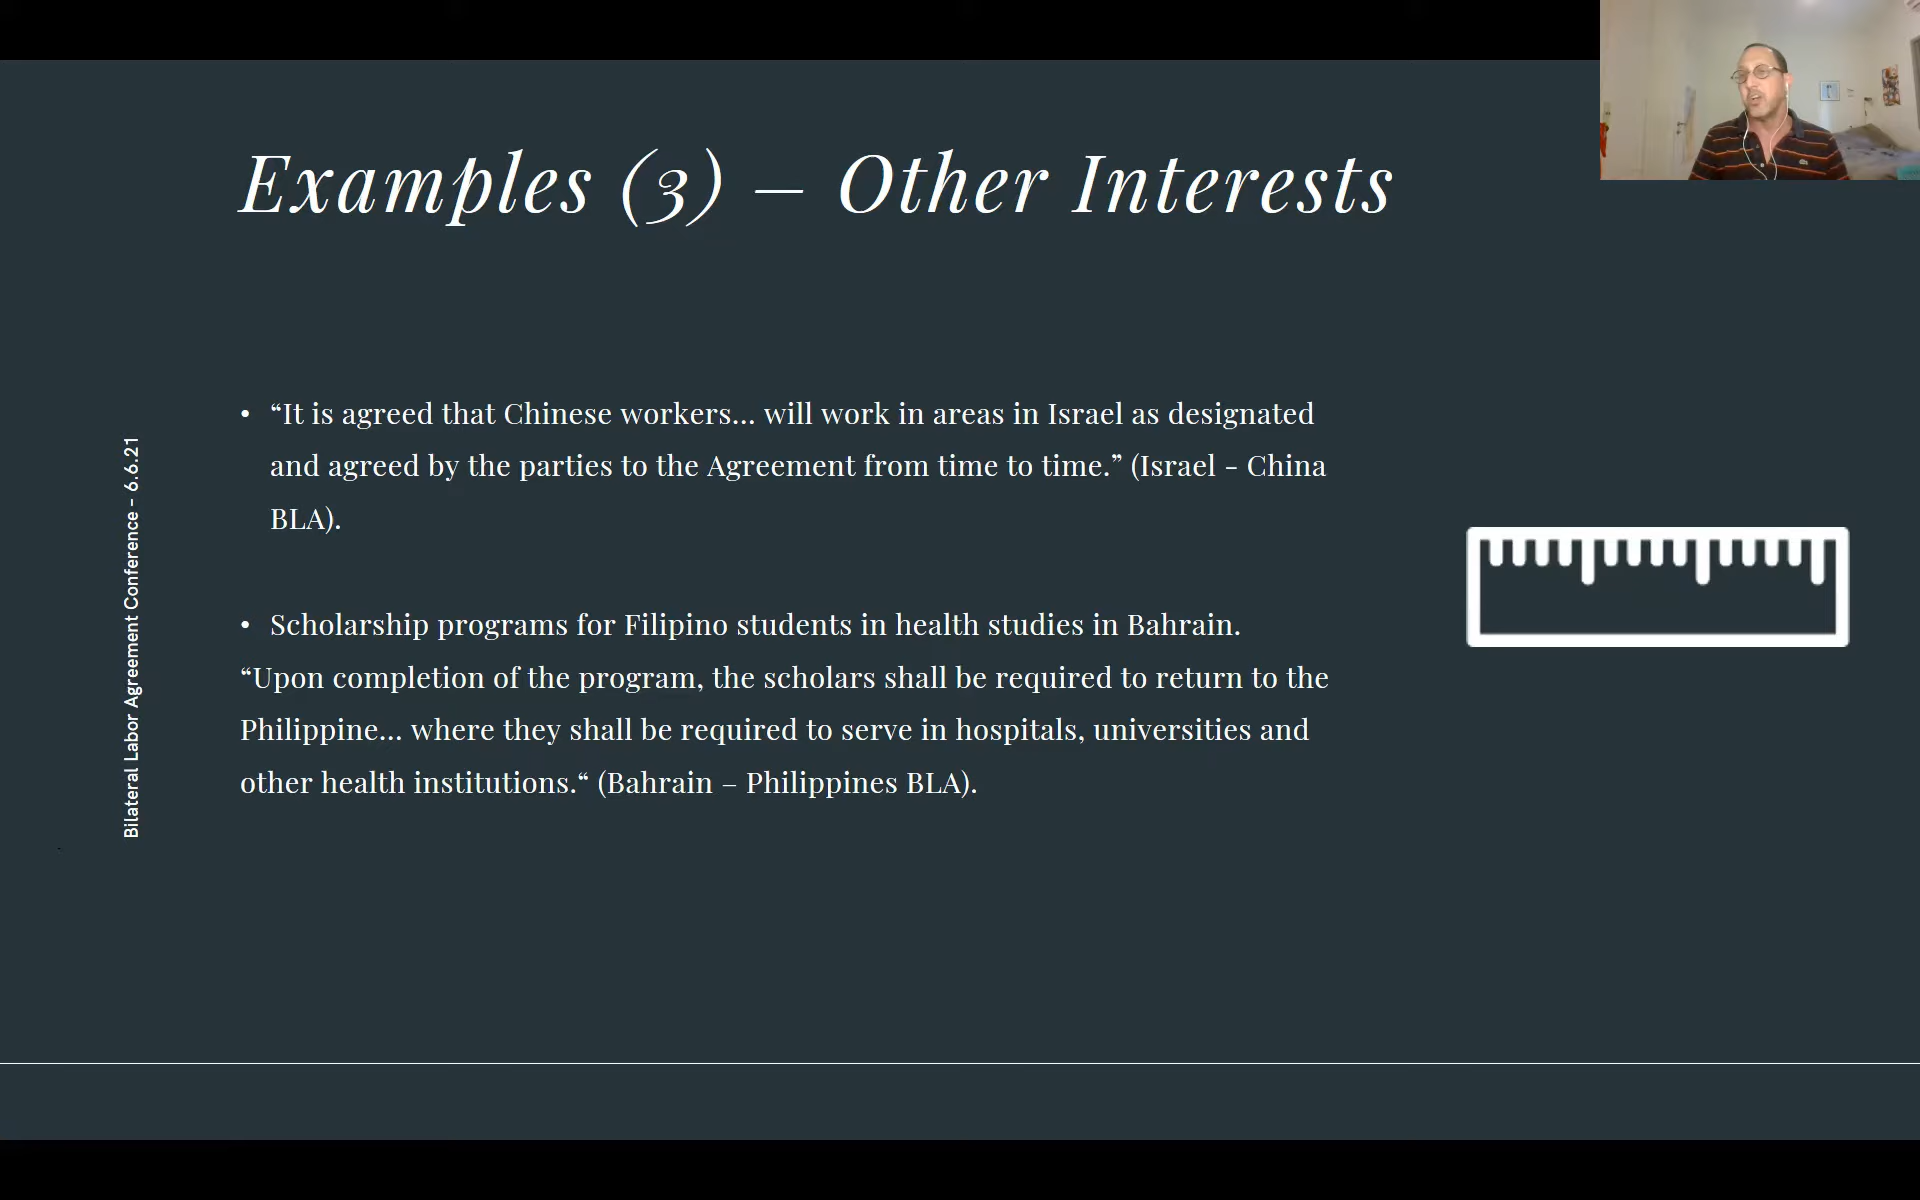 Examples (3) – Other Interests
• “It is agreed that Chinese workers... will work in areas in Israel as designated
and agreed by the parties to the Agreement from time to time.” (Israel - China
BLA).
• Scholarship programs for Filipino students in health studies in Bahrain.
“Upon completion of the program, the scholars shall be required to return to the
Philippine... where they shall be required to serve in hospitals, universities and
other health institutions.“ (Bahrain – Philippines BLA).
Bilateral Labor Agreement Conference - 6.6.21